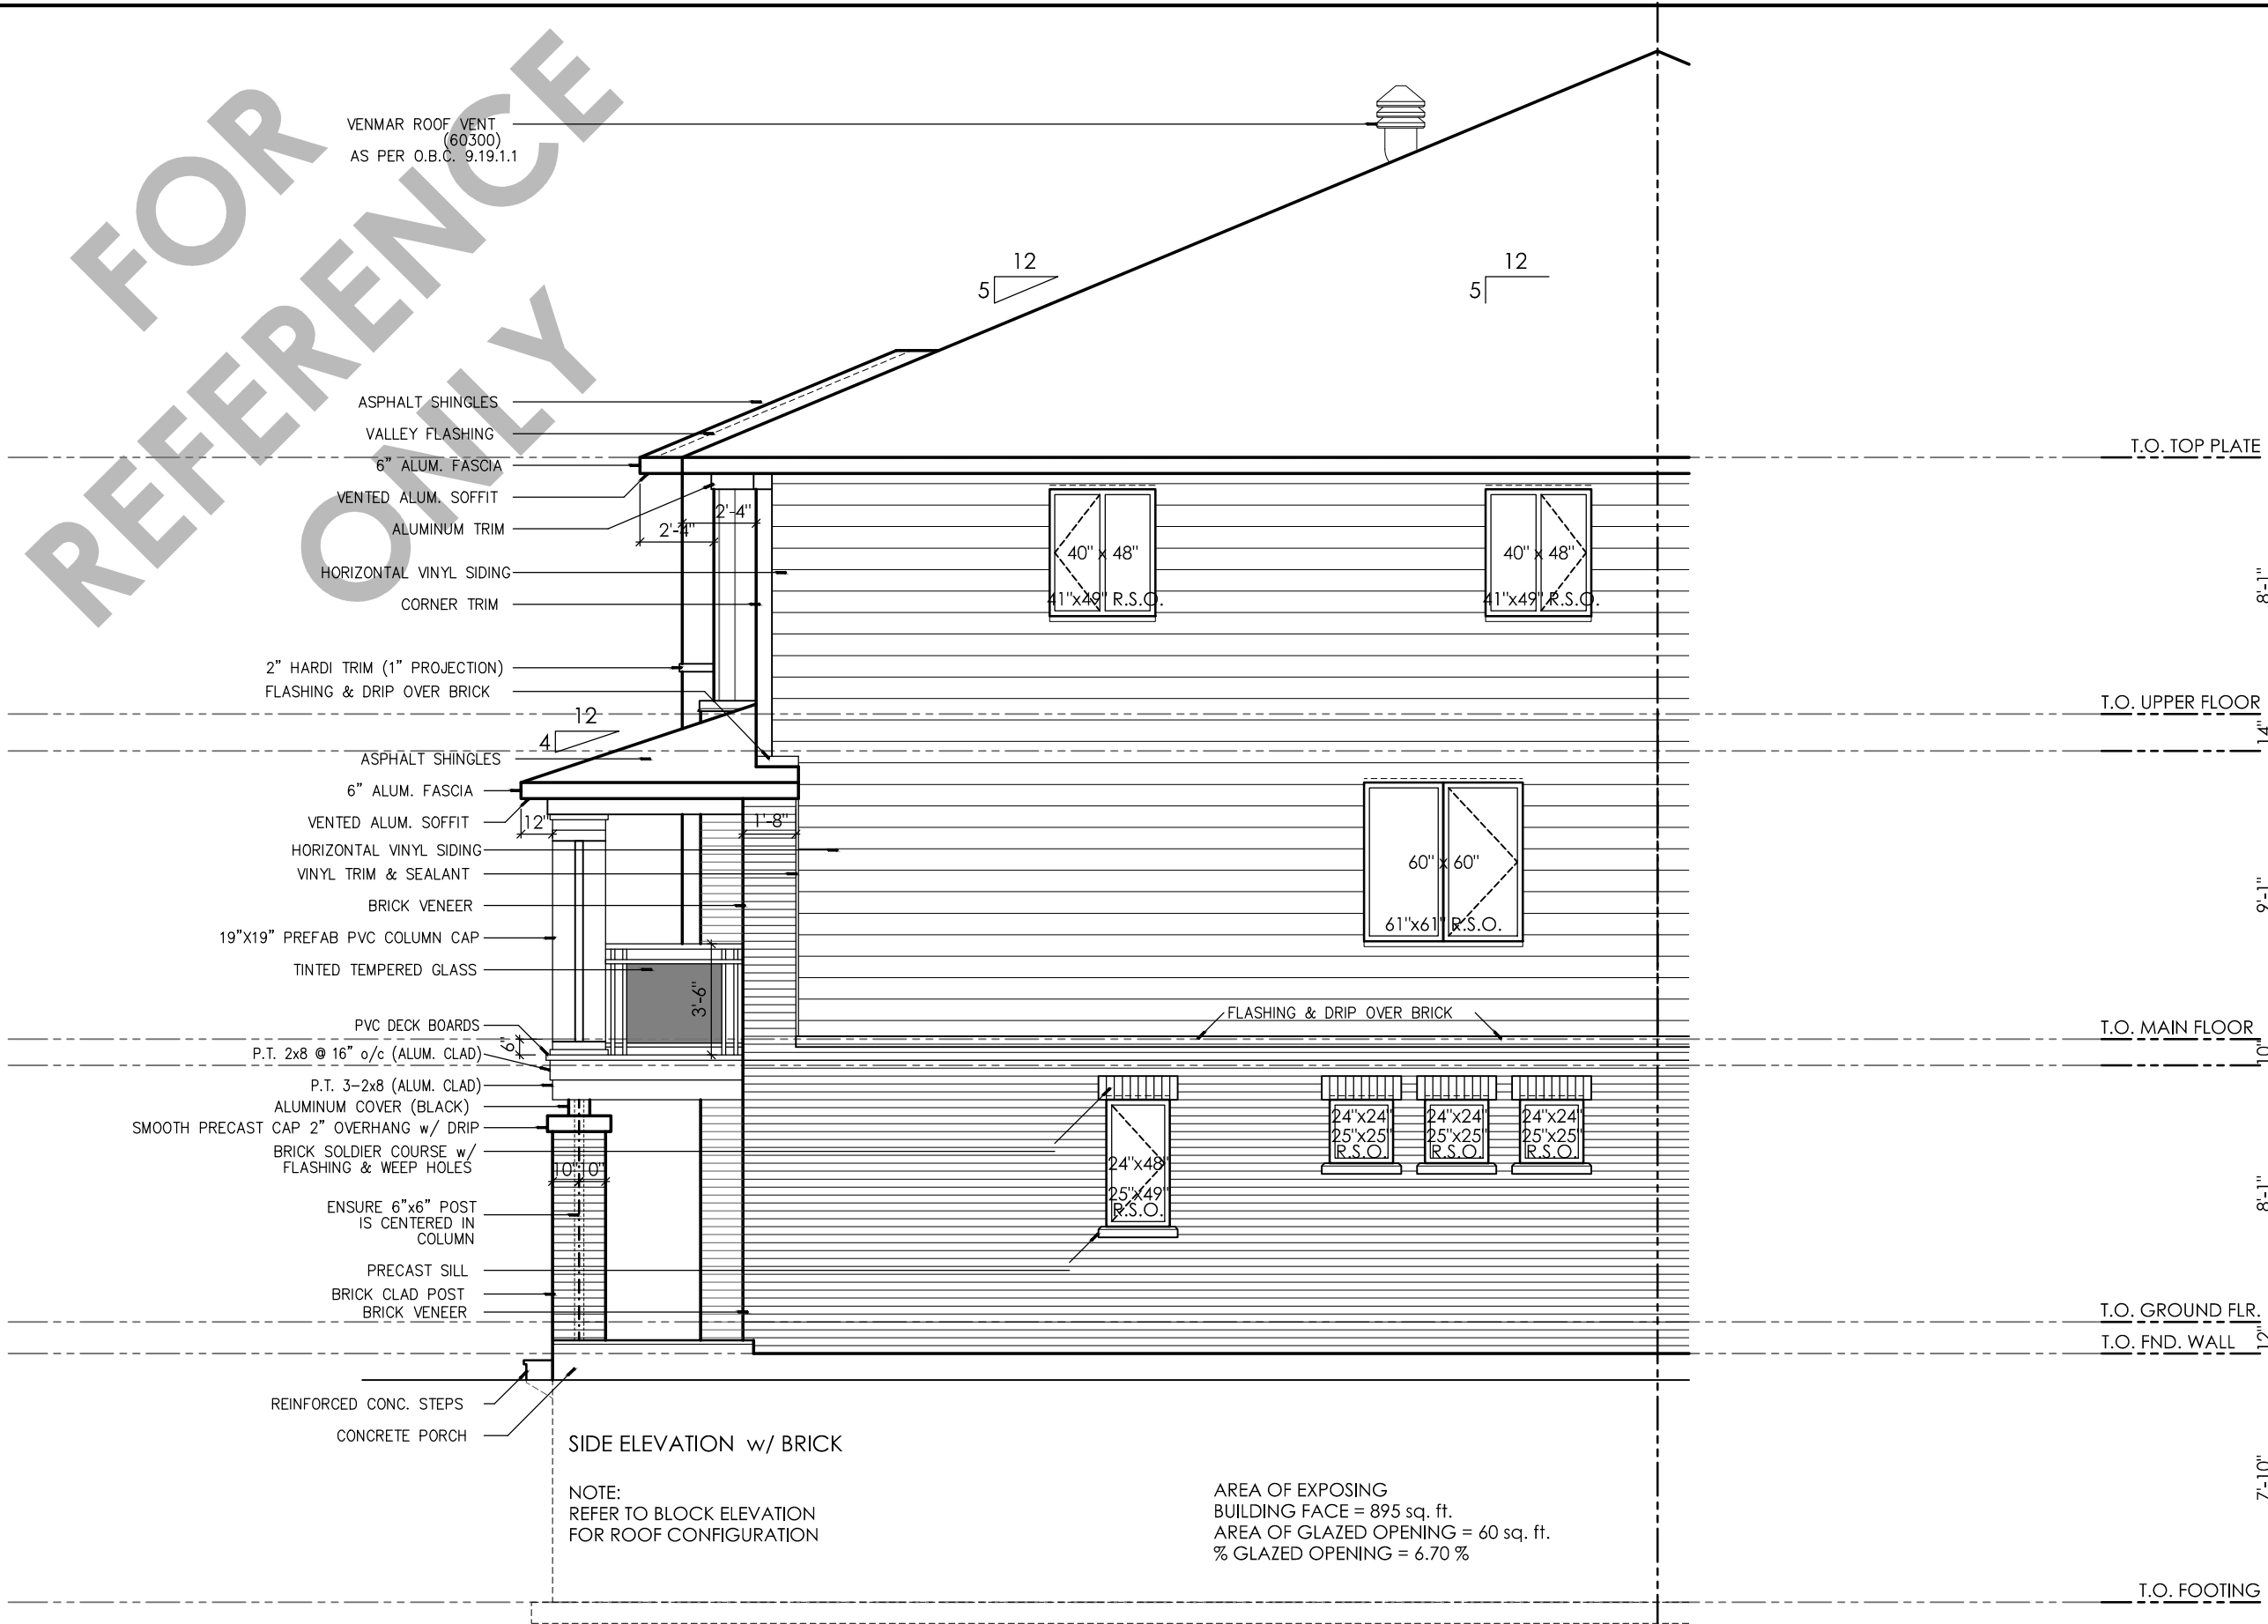 FOR
REFERENCE
ONLY
VENMAR ROOF VENT
(60300)
AS PER O.B.C. 9.19.1.1
12
5
12
5
ASPHALT SHINGLES
VALLEY FLASHING
6" ALUM. FASCIA
VENTED ALUM. SOFFIT
ALUMINUM TRIM
2'-4"
2'-4"
HORIZONTAL VINYL SIDING
CORNER TRIM
2" HARDI TRIM (1" PROJECTION)
FLASHING & DRIP OVER BRICK
40" x 48"
41"x49" R.S.O.
40" x 48"
41"x49" R.S.O.
T.O. TOP PLATE
8'-1"
T.O. UPPER FLOOR
14"
12
4
ASPHALT SHINGLES
6" ALUM. FASCIA
VENTED ALUM. SOFFIT
12"
1'-8"
HORIZONTAL VINYL SIDING
VINYL TRIM & SEALANT
BRICK VENEER
19"X19" PREFAB PVC COLUMN CAP
TINTED TEMPERED GLASS
3'-6"
60" x 60"
61"x61" R.S.O.
9'-1"
FLASHING & DRIP OVER BRICK
PVC DECK BOARDS
6"
P.T. 2x8 @ 16" o/c (ALUM. CLAD)
P.T. 3-2x8 (ALUM. CLAD)
ALUMINUM COVER (BLACK)
SMOOTH PRECAST CAP 2" OVERHANG w/ DRIP
BRICK SOLDIER COURSE w/
FLASHING & WEEP HOLES
10" 10"
ENSURE 6"x6" POST
IS CENTERED IN
COLUMN
PRECAST SILL
BRICK CLAD POST
BRICK VENEER
24"x48"
25"x49"
R.S.O.
24"x24"
25"x25"
R.S.O.
24"x24"
25"x25"
R.S.O.
24"x24"
25"x25"
R.S.O.
T.O. MAIN FLOOR
10"
8'-1"
T.O. GROUND FLR.
12"
T.O. FND. WALL
REINFORCED CONC. STEPS
CONCRETE PORCH
SIDE ELEVATION w/ BRICK
NOTE:
REFER TO BLOCK ELEVATION
FOR ROOF CONFIGURATION
AREA OF EXPOSING
BUILDING FACE = 895 sq. ft.
AREA OF GLAZED OPENING = 60 sq. ft.
% GLAZED OPENING = 6.70 %
7'-10"
T.O. FOOTING